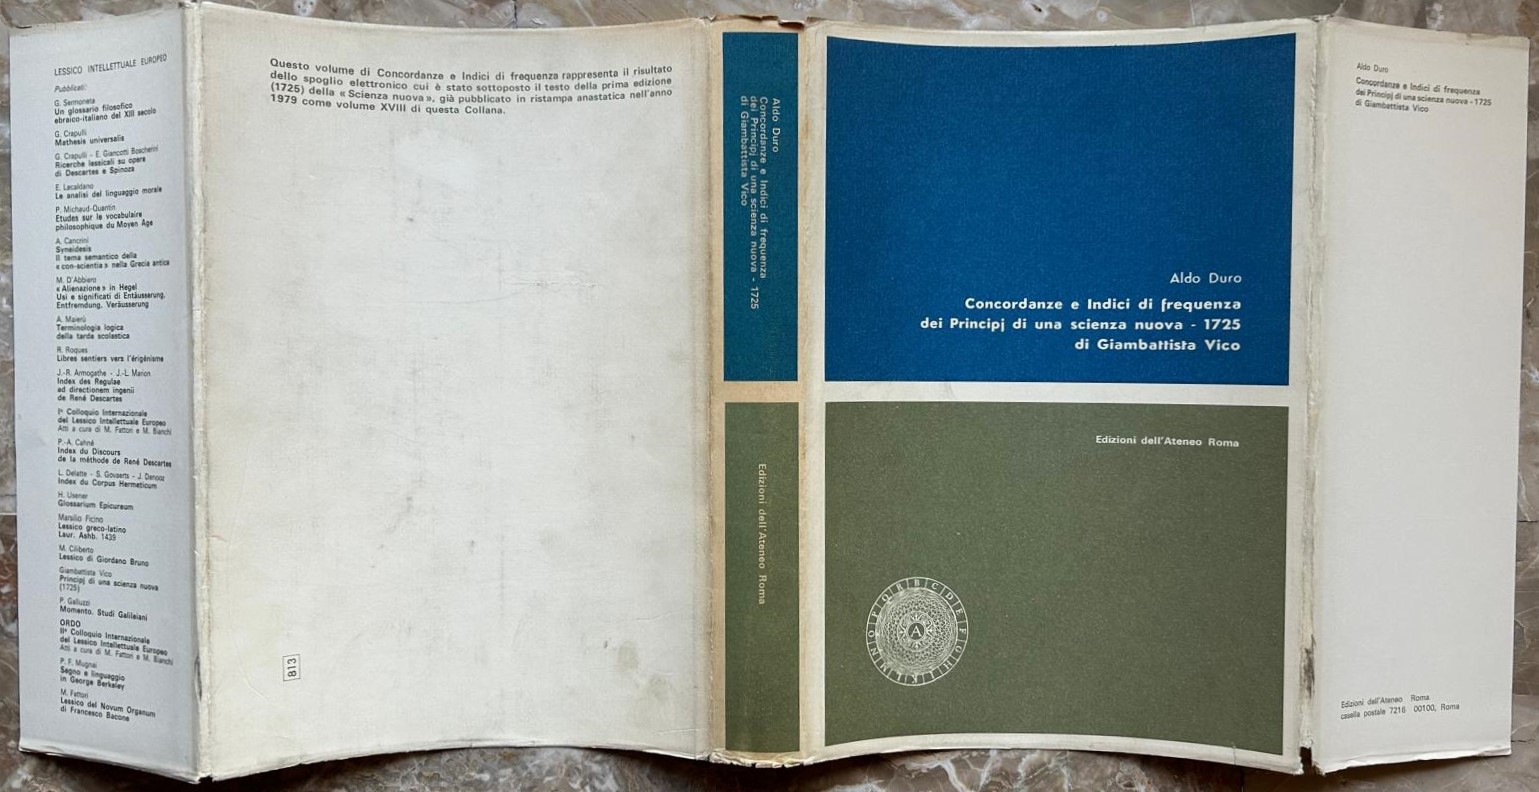 LESSICO INTELLETTUALE EUROPEO
Pubblicati:
G. Sermoneta
Un glossario filosofico
ebraico-italiano del XIII secolo
G. Crapulli
Mathesis universalis
G. Crapulli - E. Giancotti Boscherini
Ricerche lessicali su opere
di Descartes e Spinoza
E. Lecaldano
Le analisi del linguaggio morale
P. Michaud-Quantin
Etudes sur le vocabulaire
philosophique du Moyen Age
A. Cancrini
Syneidesis
Il tema semantico della
« con-scientia » nella Grecia antica
M. D'Abbiero
« Alienazione » in Hegel
Usi e significati di Entäusserung,
Entfremdung, Veräusserung
A. Maierù
Terminologia logica
della tarda scolastica
R. Roques
Libres sentiers vers l'érigénisme
J.-R. Armogathe - J.-L. Marion
Index des Regulae
ad directionem ingenii
de René Descartes
Iº Colloquio Internazionale
del Lessico Intellettuale Europeo
Atti a cura di M. Fattori e M. Bianchi
P.-A. Cahné
Index du Discours
de la méthode de René Descartes
L. Delatte - S. Govaerts - J. Denooz
Index du Corpus Hermeticum
H. Usener
Glossarium Epicureum
Marsilio Ficino
Lessico greco-latino
Laur. Ashb. 1439
M. Ciliberto
Lessico di Giordano Bruno
Giambattista Vico
Principj di una scienza nuova
(1725)
P. Galluzzi
Momento. Studi Galileiani
ORDO
IIº Colloquio Internazionale
del Lessico Intellettuale Europeo
Atti a cura di M. Fattori e M. Bianchi
P. F. Mugnai
Segno e linguaggio
in George Berkeley
M. Fattori
Lessico del Novum Organum
di Francesco Bacone
Questo volume di Concordanze e Indici di frequenza rappresenta il risultato
dello spoglio elettronico cui è stato sottoposto il testo della prima edizione
(1725) della « Scienza nuova », già pubblicato in ristampa anastatica nell'anno
1979 come volume XVIII di questa Collana.
813
Aldo Duro
Concordanze e Indici di frequenza
dei Principj di una scienza nuova - 1725
di Giambattista Vico
Edizioni dell'Ateneo Roma
Aldo Duro
Concordanze e Indici di frequenza
dei Principj di una scienza nuova - 1725
di Giambattista Vico
Edizioni dell'Ateneo Roma
A
Aldo Duro
Concordanze e Indici di frequenza
dei Principj di una scienza nuova - 1725
di Giambattista Vico
Edizioni dell'Ateneo Roma
casella postale 7216 00100, Roma